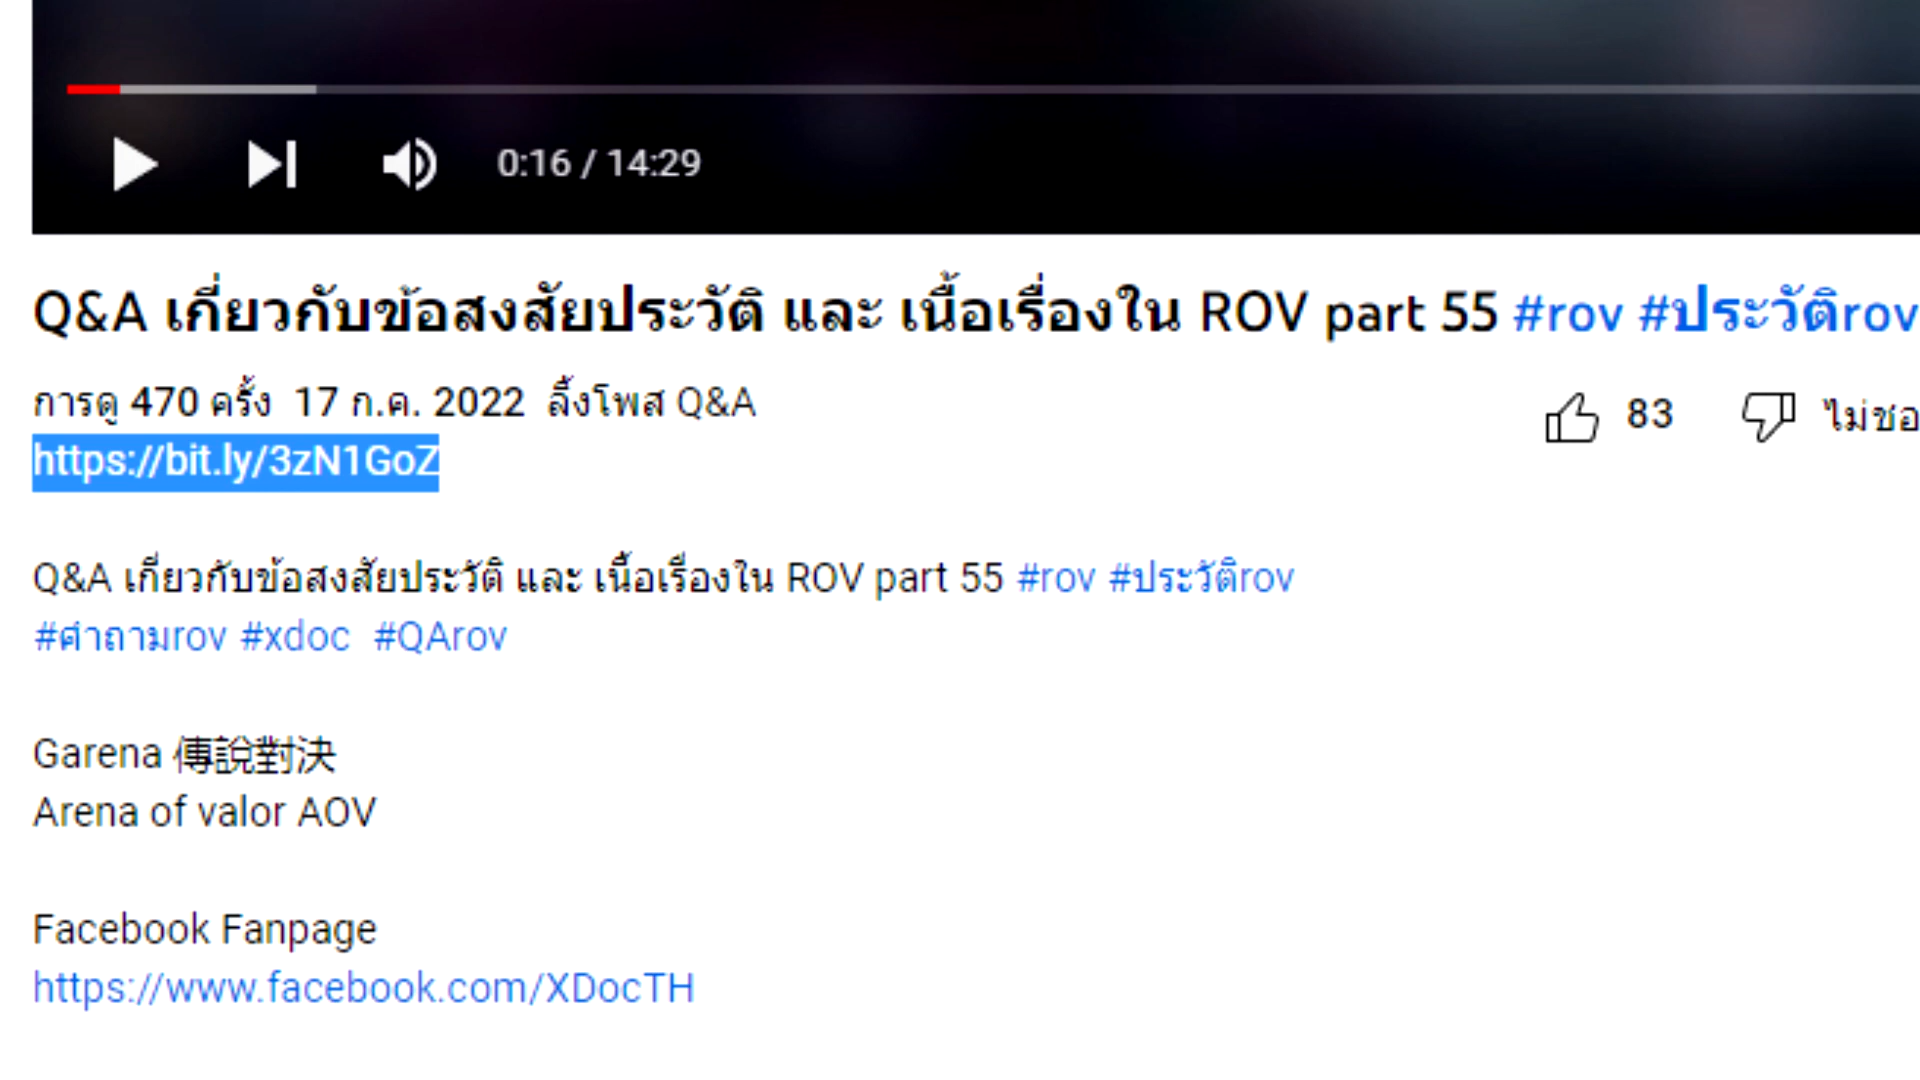 0:16 / 14:29
Q&A เกี่ยวกับข้อสงสัยประวัติ และ เนื้อเรื่องใน ROV part 55 #rov #ประวัติrov
การดู 470 ครั้ง 17 ก.ค. 2022 ลิ้งโพส Q&A
83 ไม่ชอ
https://bit.ly/3zN1GoZ
Q&A เกี่ยวกับข้อสงสัยประวัติ และ เนื้อเรื่องใน ROV part 55 #rov #ประวัติrov
#คำถามrov #xdoc #QArov
Garena 傳說對決
Arena of valor AOV
Facebook Fanpage
https://www.facebook.com/XDocTH